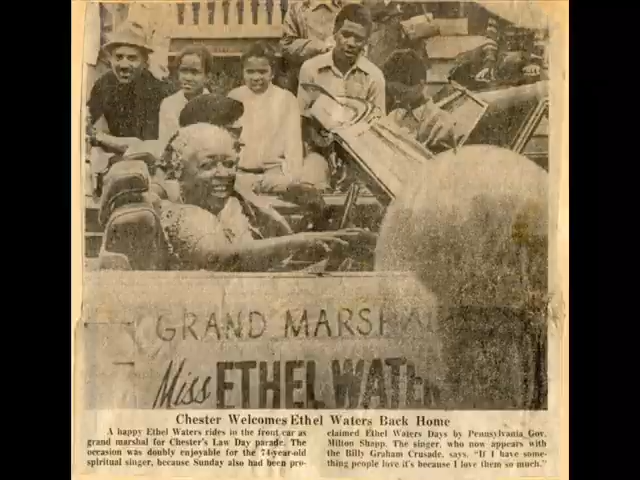 GRAND MARSHA
Miss ETHEL WATE
Chester Welcomes Ethel Waters Back Home
A happy Ethel Waters rides in the front car as
grand marshal for Chester's Law Day parade. The
occasion was doubly enjoyable for the 74-year-old
spiritual singer, because Sunday also had been pro-
claimed Ethel Waters Days by Pennsylvania Gov.
Milton Shapp. The singer, who now appears with
the Billy Graham Crusade, says, "If I have some-
thing people love it's because I love them so much."